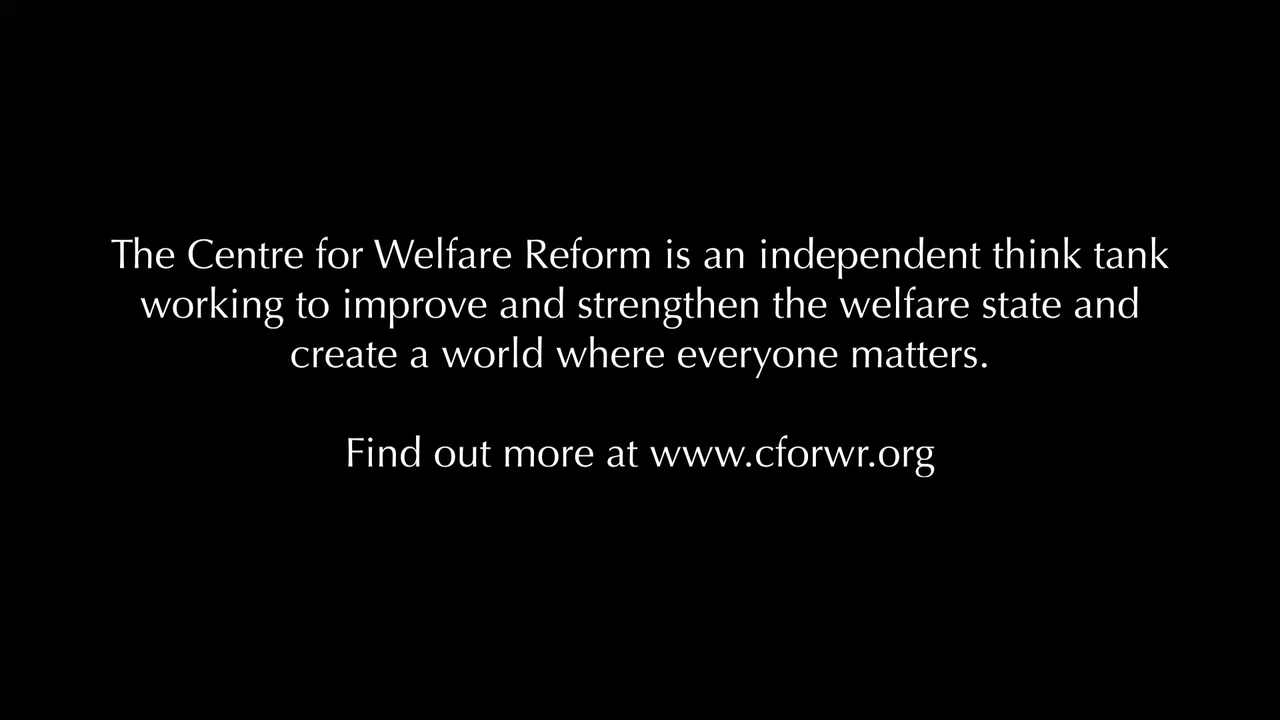 The Centre for Welfare Reform is an independent think tank
working to improve and strengthen the welfare state and
create a world where everyone matters.
Find out more at www.cforwr.org